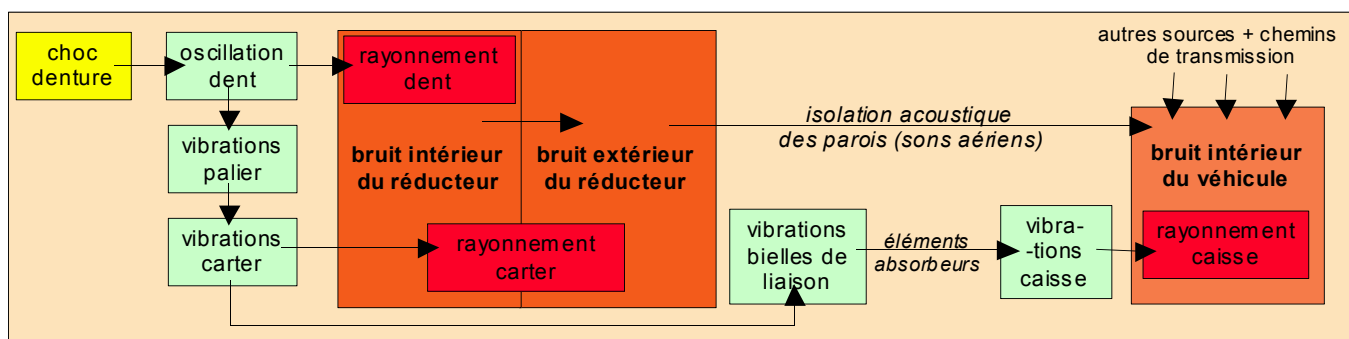 choc
denture
oscillation
dent
rayonnement
dent
autres sources + chemins
de transmission
vibrations
palier
bruit intérieur
du réducteur
bruit extérieur
du réducteur
isolation acoustique
des parois (sons aériens)
bruit intérieur
du véhicule
vibrations
carter
rayonnement
carter
vibrations
bielles de
liaison
éléments
absorbeurs
vibra-
-tions
caisse
rayonnement
caisse